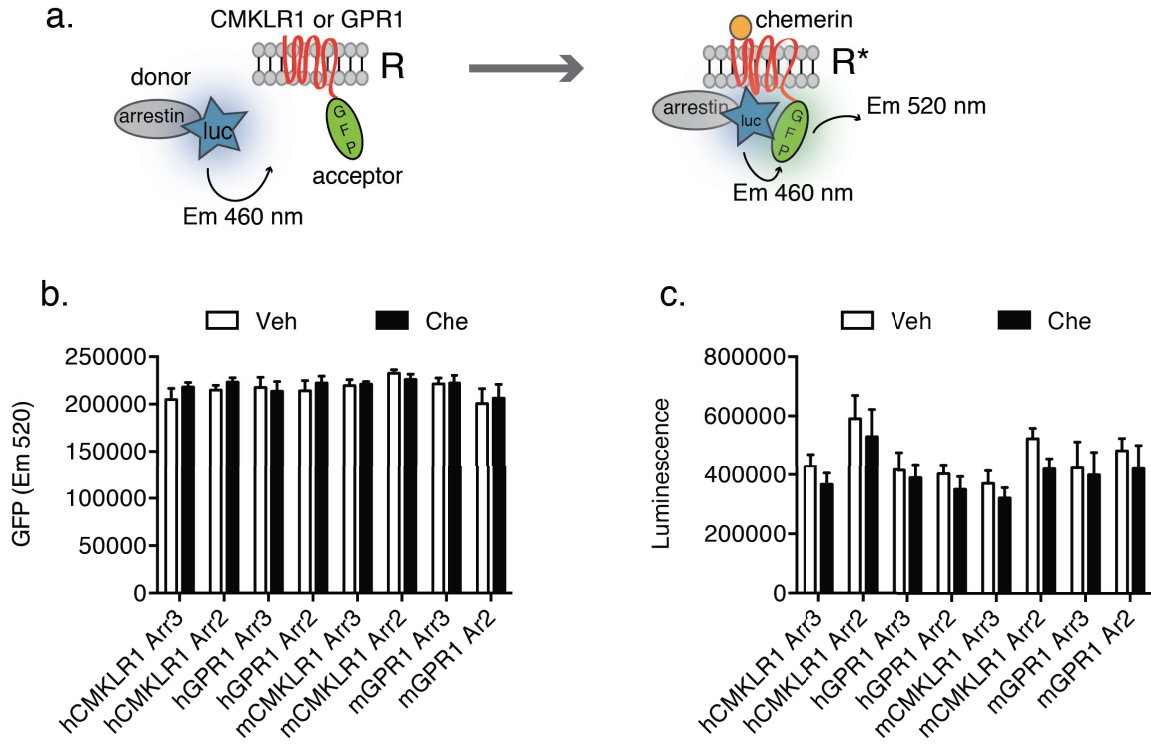 a.
CMKLR1 or GPR1
R
donor
arrestin
luc
G
F
P
acceptor
Em 460 nm
chemerin
R*
arrestin
luc
G
F
P
Em 520 nm
Em 460 nm
b.
Veh
Che
GFP (Em 520)
250000
200000
150000
100000
50000
0
hCMKLR1 Arr3
hCMKLR1 Arr2
hGPR1 Arr3
hGPR1 Arr2
mCMKLR1 Arr3
mCMKLR1 Arr2
mGPR1 Arr3
mGPR1 Ar2
c.
Veh
Che
Luminescence
800000
600000
400000
200000
0
hCMKLR1 Arr3
hCMKLR1 Arr2
hGPR1 Arr3
hGPR1 Arr2
mCMKLR1 Arr3
mCMKLR1 Arr2
mGPR1 Arr3
mGPR1 Ar2